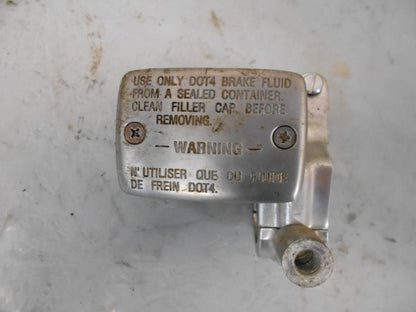 USE ONLY DOT4 BRAKE FLUID
FROM A SEALED CONTAINER.
CLEAN FILLER CAP BEFORE
REMOVING.
— WARNING —
N'UTILISER QUE DU
DE FREIN DOT4.